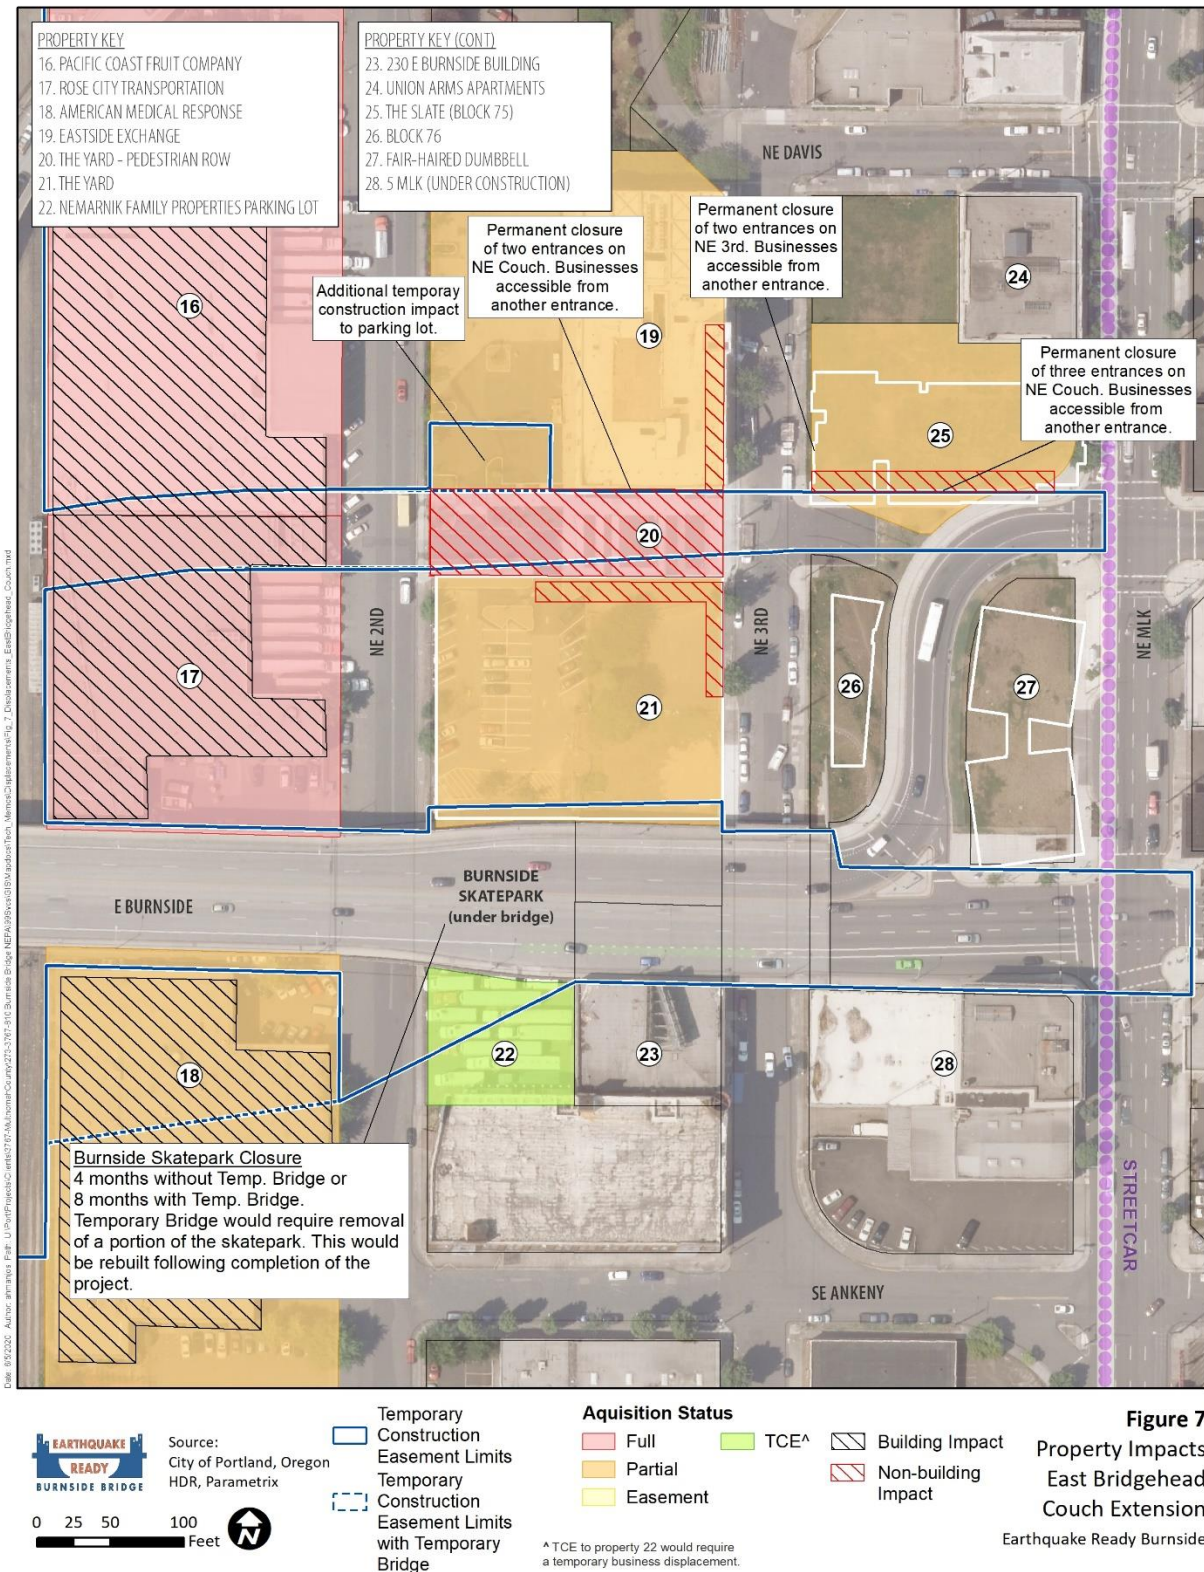 PROPERTY KEY
16. PACIFIC COAST FRUIT COMPANY
17. ROSE CITY TRANSPORTATION
18. AMERICAN MEDICAL RESPONSE
19. EASTSIDE EXCHANGE
20. THE YARD - PEDESTRIAN ROW
21. THE YARD
22. NEMARNIK FAMILY PROPERTIES PARKING LOT
PROPERTY KEY (CONT)
23. 230 E BURNSIDE BUILDING
24. UNION ARMS APARTMENTS
25. THE SLATE (BLOCK 75)
26. BLOCK 76
27. FAIR-HAIRED DUMBBELL
28. 5 MLK (UNDER CONSTRUCTION)
NE DAVIS
Permanent closure
of two entrances on
NE Couch. Businesses
accessible from
another entrance.
Permanent closure
of two entrances on
NE 3rd. Businesses
accessible from
another entrance.
Additional temporay
construction impact
to parking lot.
Permanent closure
of three entrances on
NE Couch. Businesses
accessible from
another entrance.
16
19
24
25
20
17
NE 2ND
21
NE 3RD
26
27
NE MLK
E BURNSIDE
BURNSIDE
SKATEPARK
(under bridge)
18
22
23
28
Burnside Skatepark Closure
4 months without Temp. Bridge or
8 months with Temp. Bridge.
Temporary Bridge would require removal
of a portion of the skatepark. This would
be rebuilt following completion of the
project.
SE ANKENY
STREETCAR
EARTHQUAKE
READY
BURNSIDE BRIDGE
Source:
City of Portland, Oregon
HDR, Parametrix
0 25 50 100
Feet
N
Temporary
Construction
Easement Limits
Temporary
Construction
Easement Limits
with Temporary
Bridge
Aquisition Status
Full
Partial
Easement
TCE^
Building Impact
Non-building
Impact
^ TCE to property 22 would require
a temporary business displacement.
Figure 7
Property Impacts
East Bridgehead
Couch Extension
Earthquake Ready Burnside